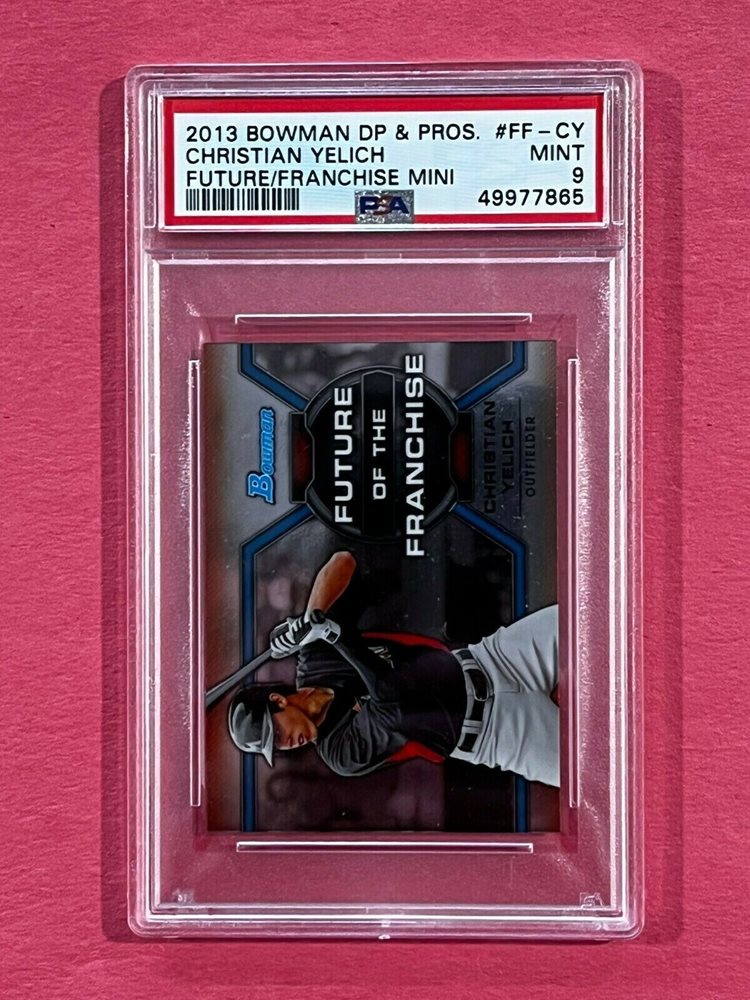 2013 BOWMAN DP & PROS. #FF-CY
CHRISTIAN YELICH MINT
FUTURE/FRANCHISE MINI 9
PSA 49977865
Bowman
FUTURE
OF THE
FRANCHISE
CHRISTIAN
YELICH
OUTFIELDER